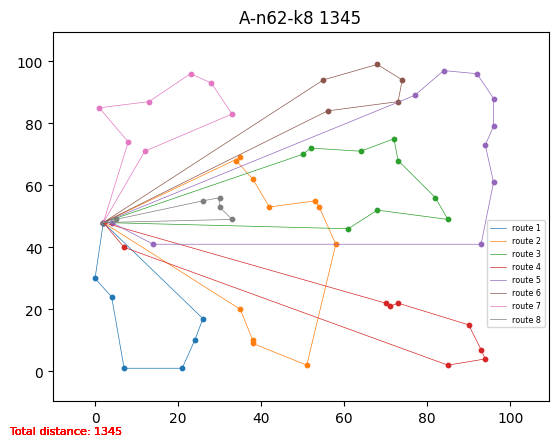 A-n62-k8 1345
100
80
60
40
20
0
0 20 40 60 80 100
route 1
route 2
route 3
route 4
route 5
route 6
route 7
route 8
Total distance: 1345